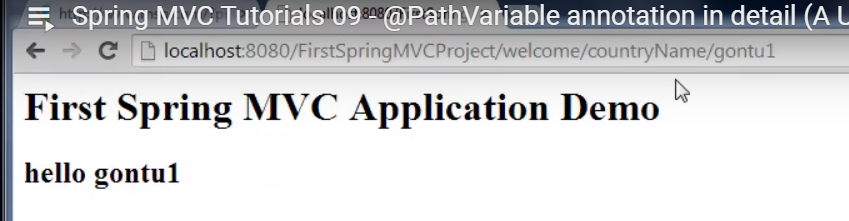 Spring MVC Tutorials 09 - @PathVariable annotation in detail (A U
localhost:8080/FirstSpringMVCProject/welcome/countryName/gontu1
First Spring MVC Application Demo
hello gontu1